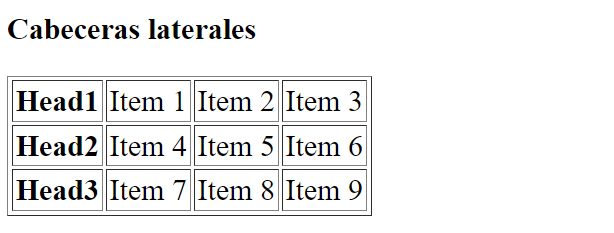 Cabeceras laterales
Head1 Item 1 Item 2 Item 3
Head2 Item 4 Item 5 Item 6
Head3 Item 7 Item 8 Item 9